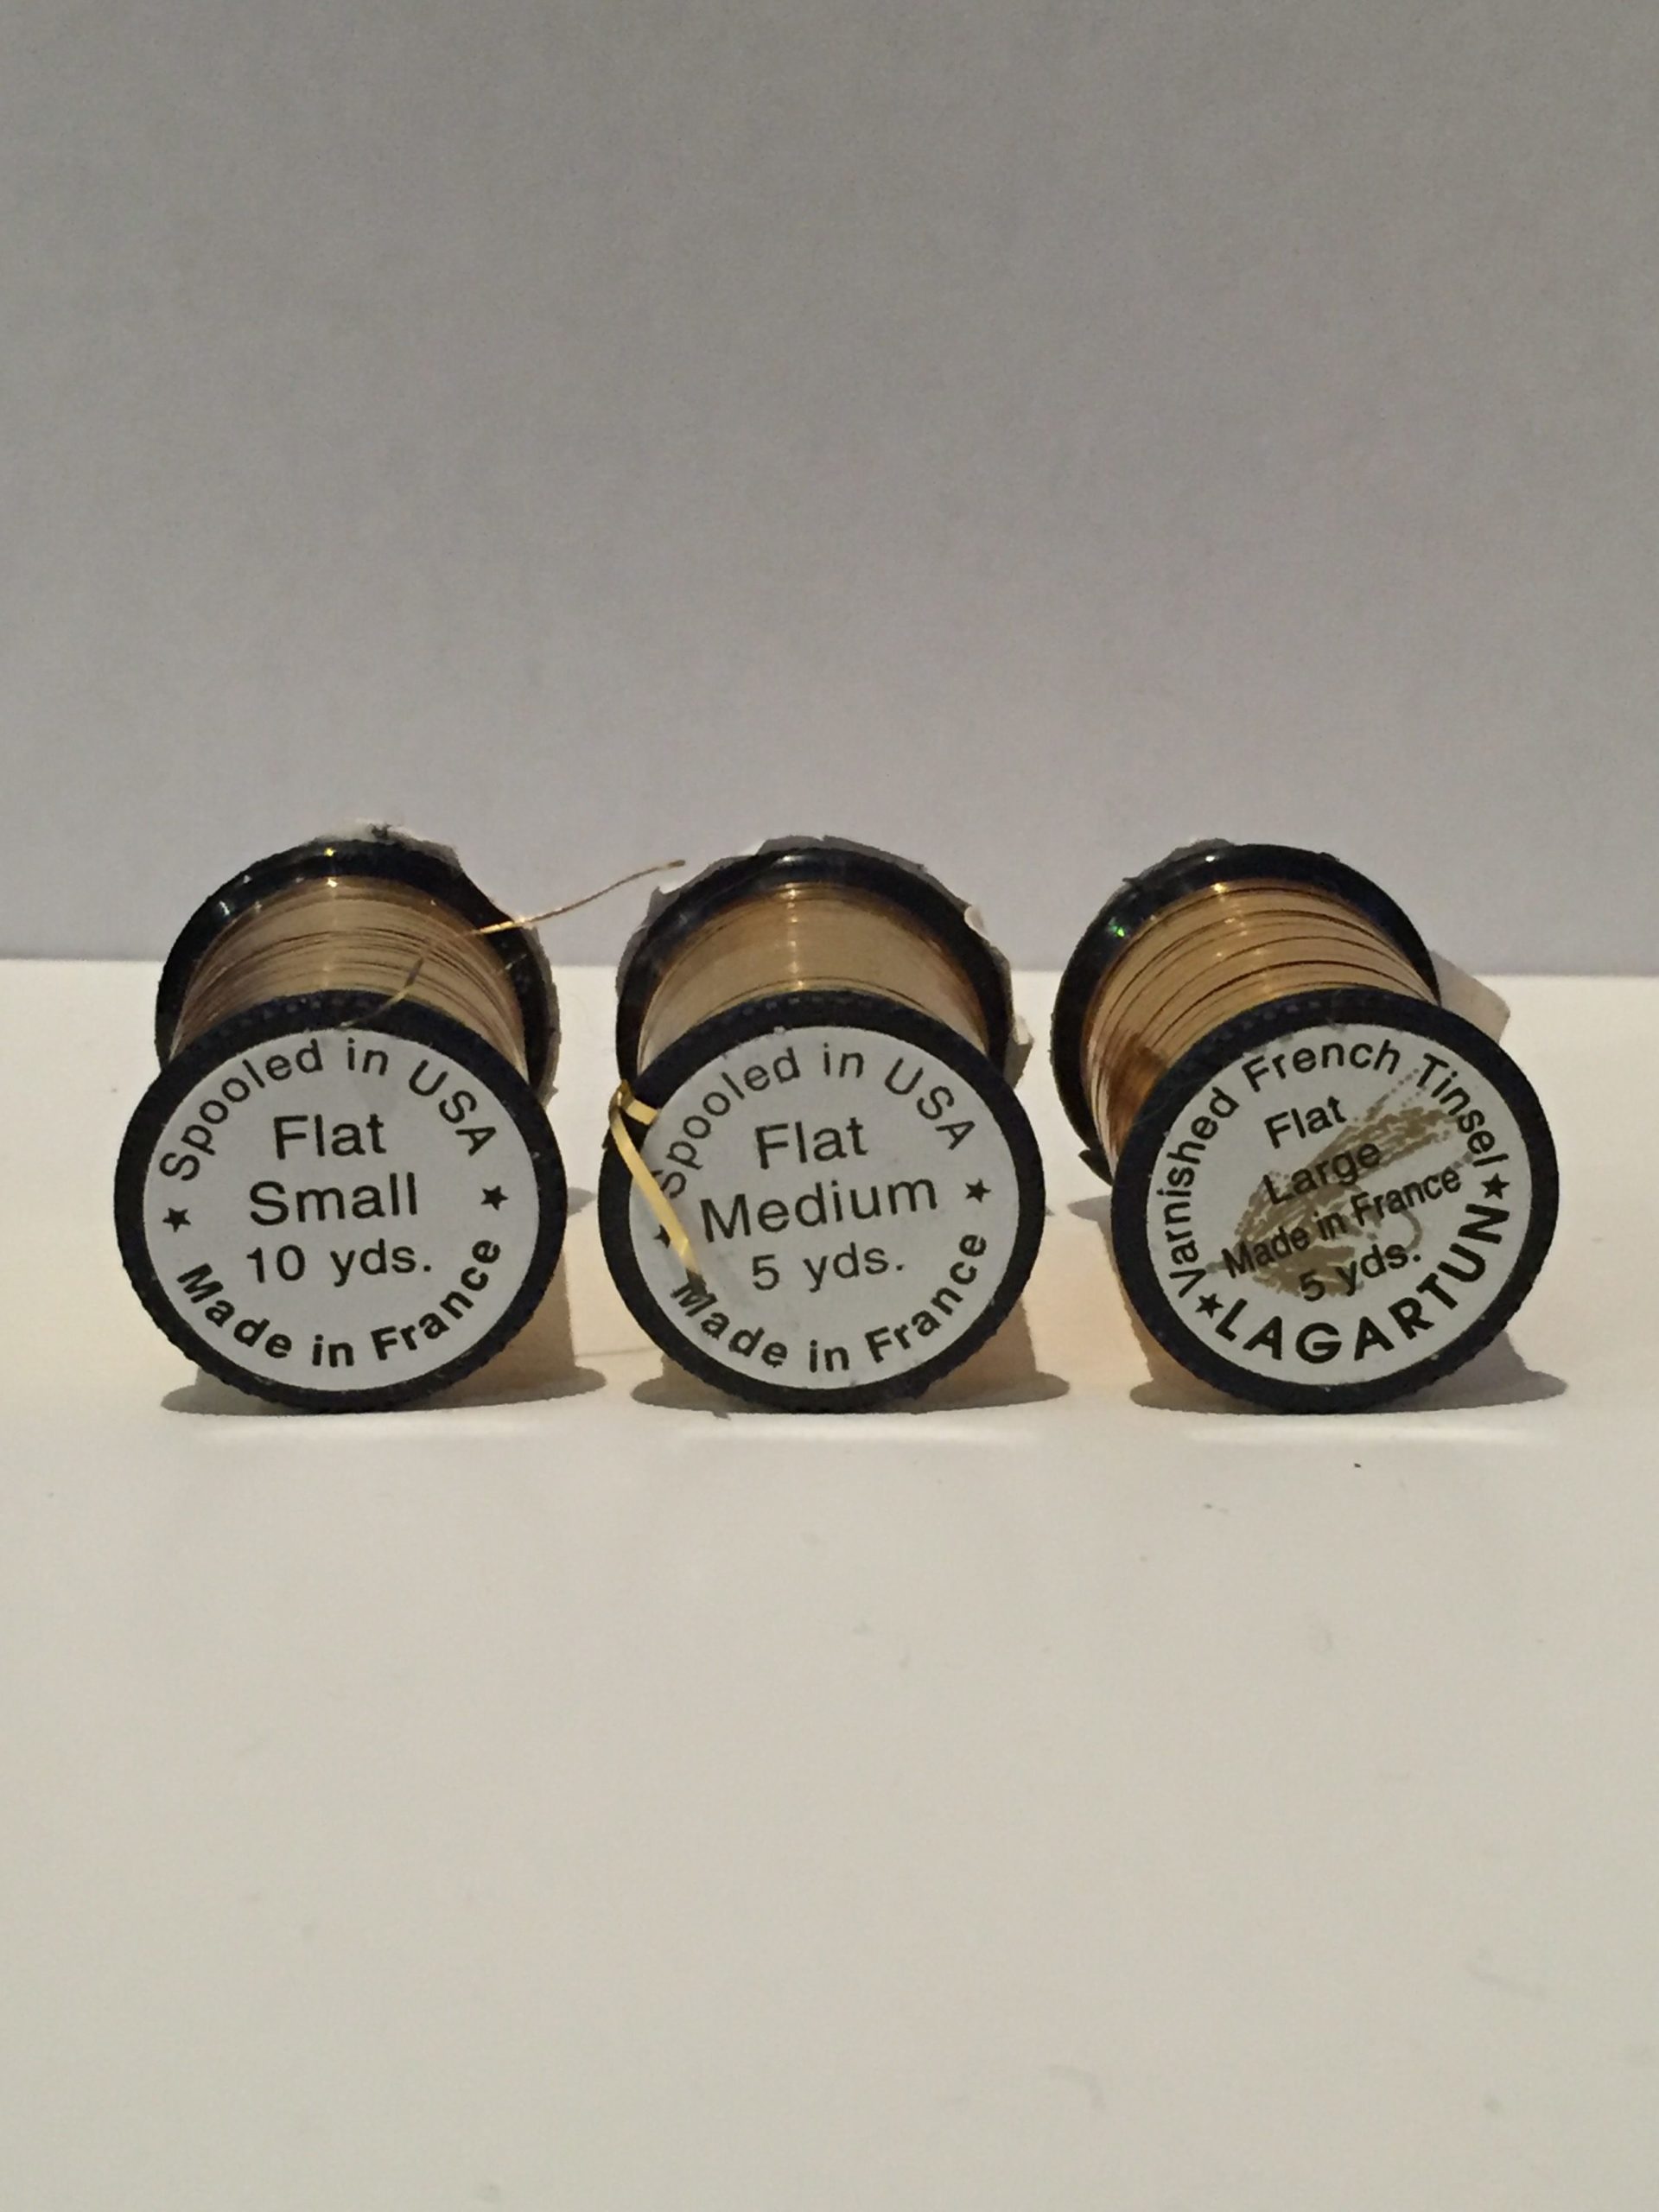 Spooled in USA
Flat
Small
10 yds.
Made in France
Spooled in USA
Flat
Medium
5 yds.
Made in France
Varnished French Tinsel
Flat
Large
Made in France
5 yds.
LAGARTUN